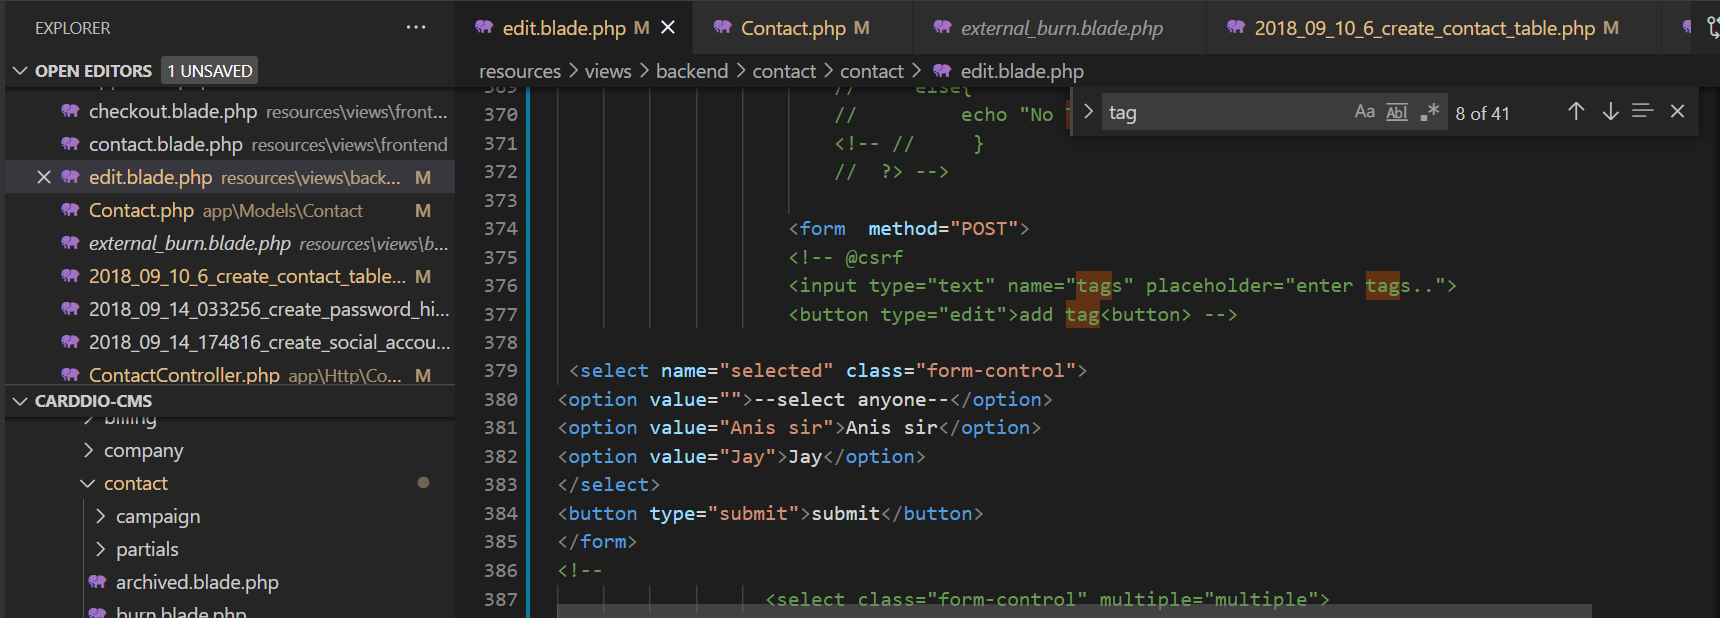 EXPLORER
···
OPEN EDITORS 1 UNSAVED
checkout.blade.php resources\views\front...
contact.blade.php resources\views\frontend
edit.blade.php resources\views\back... M
Contact.php app\Models\Contact M
external_burn.blade.php resources\views\b...
2018_09_10_6_create_contact_table... M
2018_09_14_033256_create_password_hi...
2018_09_14_174816_create_social_accou...
ContactController.php app\Http\Co... M
CARDDIO-CMS
billing
company
contact
campaign
partials
archived.blade.php
burn.blade.php
edit.blade.php M
Contact.php M
external_burn.blade.php
2018_09_10_6_create_contact_table.php M
resources > views > backend > contact > contact > edit.blade.php
tag Aa Abl .* 8 of 41
369 // else{
370 // echo "No
371 <!-- // }
372 // ?> -->
373
374 <form  method="POST">
375 <!-- @csrf
376 <input type="text" name="tags" placeholder="enter tags..">
377 <button type="edit">add tag<button> -->
378
379 <select name="selected" class="form-control">
380 <option value="">--select anyone--</option>
381 <option value="Anis sir">Anis sir</option>
382 <option value="Jay">Jay</option>
383 </select>
384 <button type="submit">submit</button>
385 </form>
386 <!--
387 <select class="form-control" multiple="multiple">